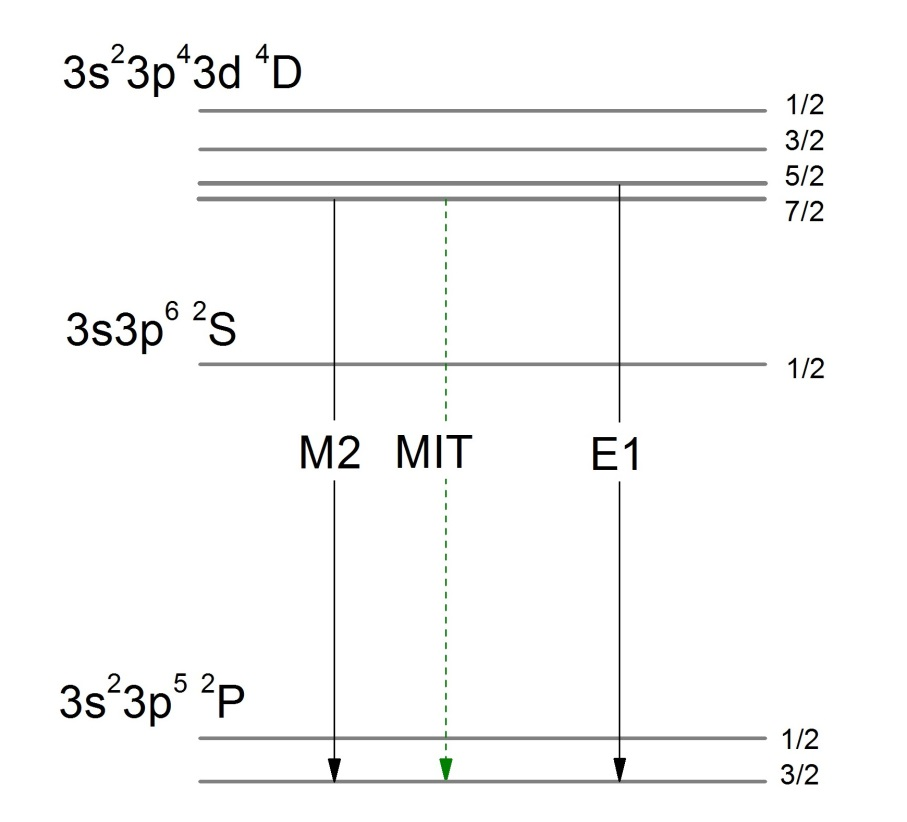 3s²3p⁴3d ⁴D
1/2
3/2
5/2
7/2
3s3p⁶ ²S
1/2
M2 MIT E1
3s²3p⁵ ²P
1/2
3/2